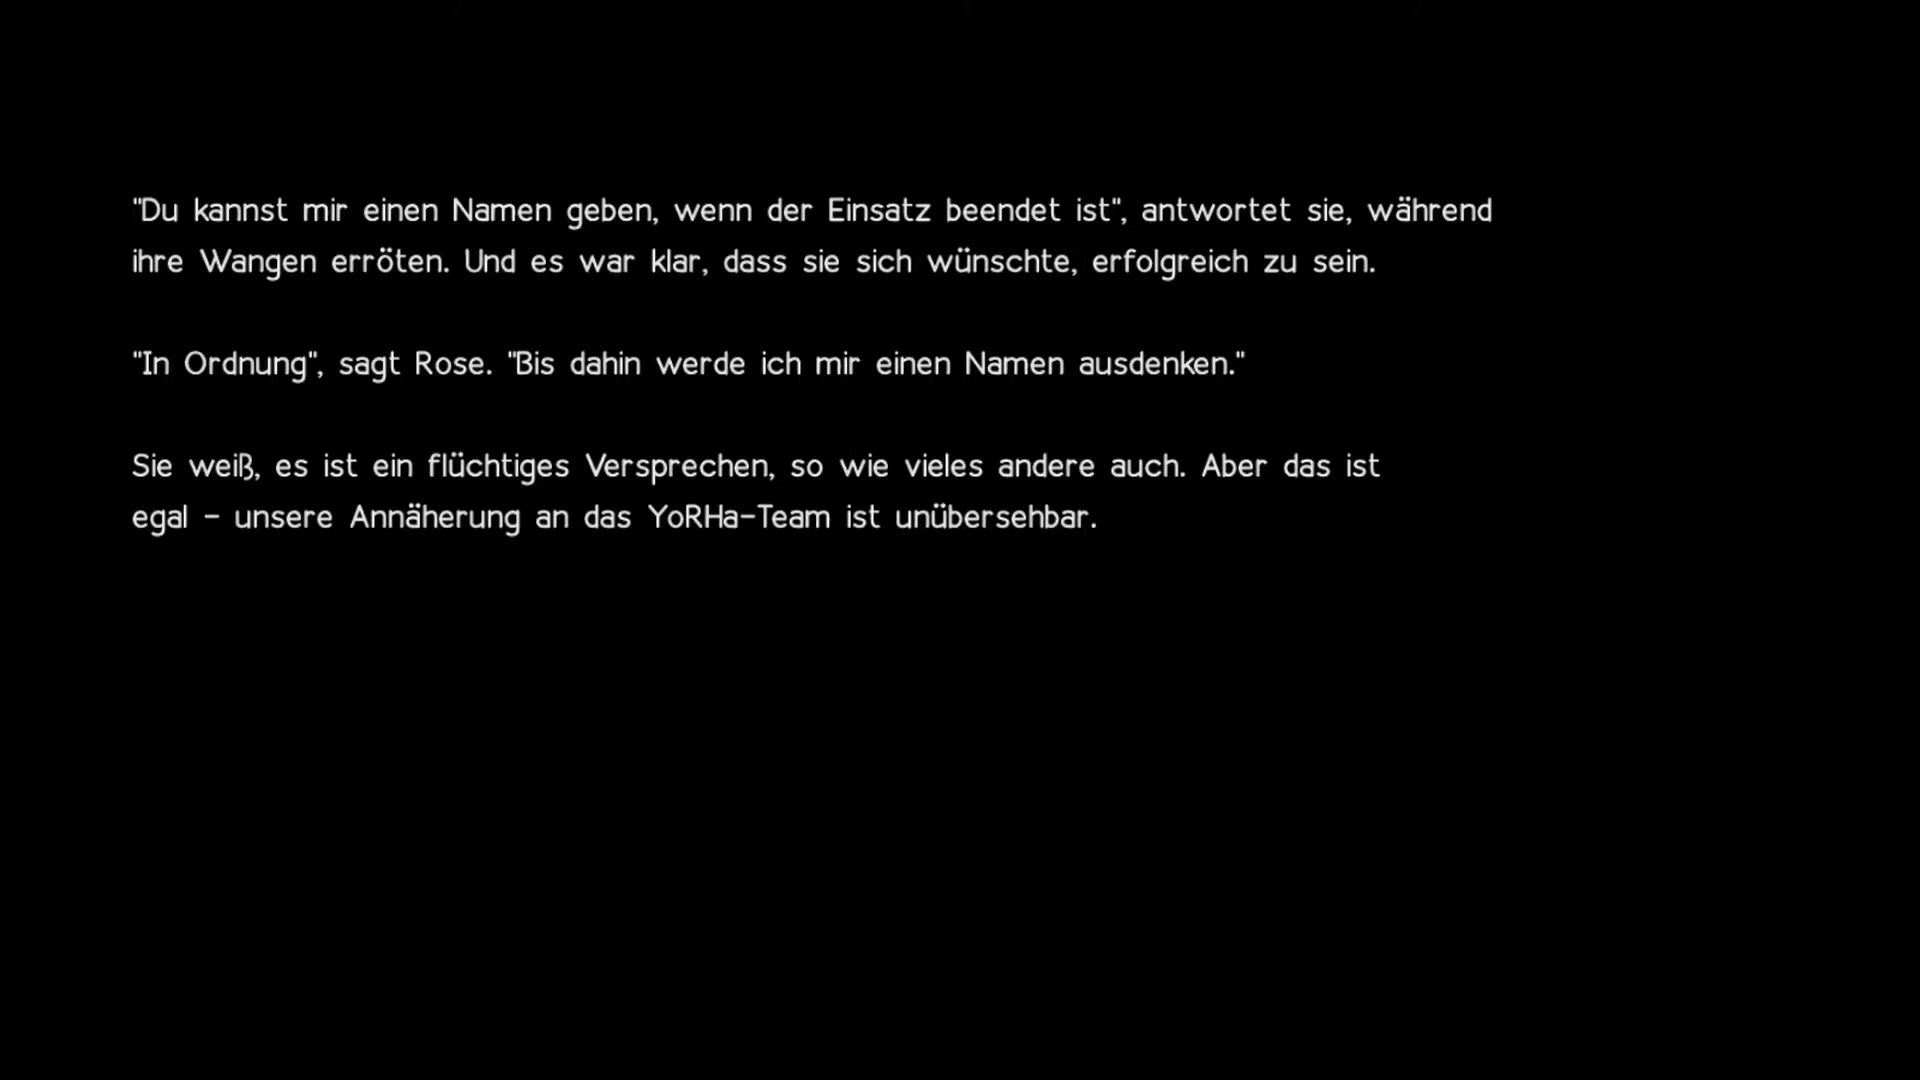 "Du kannst mir einen Namen geben, wenn der Einsatz beendet ist", antwortet sie, während
ihre Wangen erröten. Und es war klar, dass sie sich wünschte, erfolgreich zu sein.
"In Ordnung", sagt Rose. "Bis dahin werde ich mir einen Namen ausdenken."
Sie weiß, es ist ein flüchtiges Versprechen, so wie vieles andere auch. Aber das ist
egal – unsere Annäherung an das YoRHa-Team ist unübersehbar.